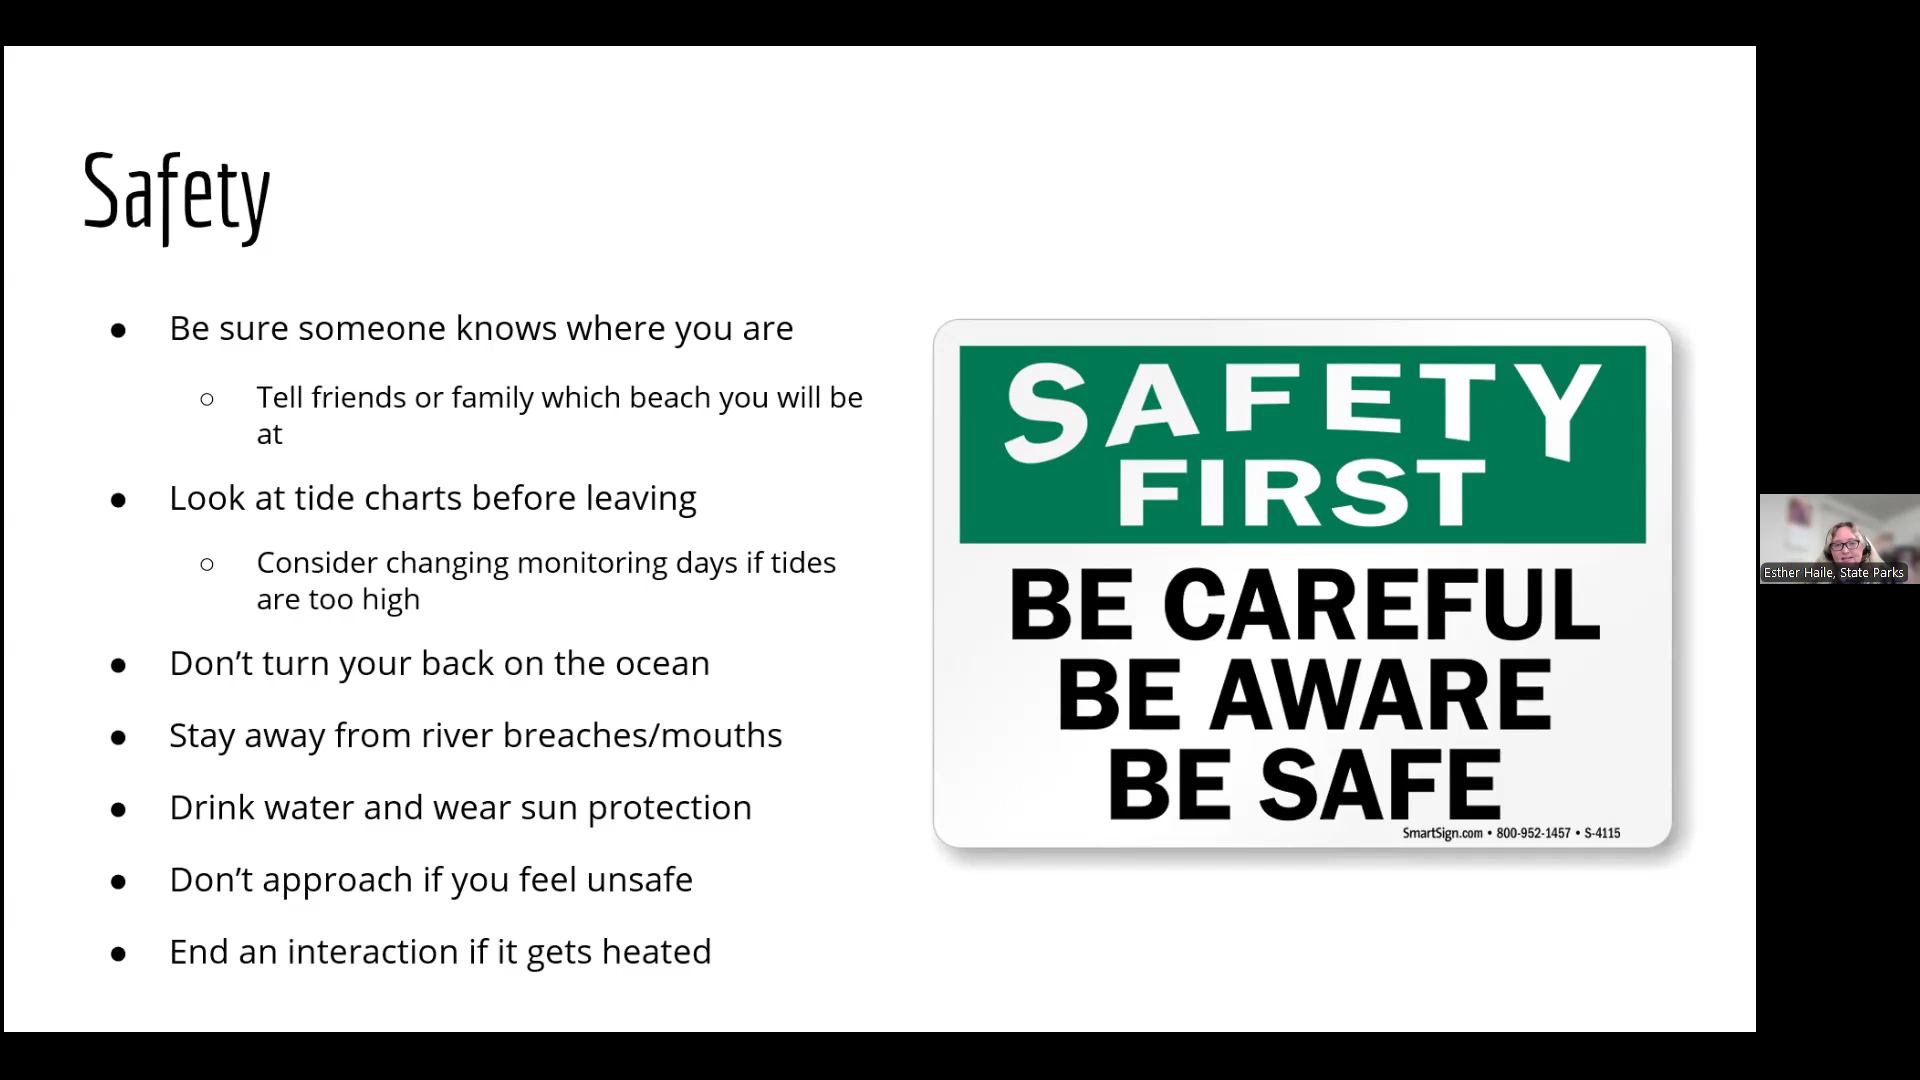 Safety
● Be sure someone knows where you are
○ Tell friends or family which beach you will be
at
● Look at tide charts before leaving
○ Consider changing monitoring days if tides
are too high
● Don’t turn your back on the ocean
● Stay away from river breaches/mouths
● Drink water and wear sun protection
● Don’t approach if you feel unsafe
● End an interaction if it gets heated
SAFETY
FIRST
BE CAREFUL
BE AWARE
BE SAFE
SmartSign.com • 800-952-1457 • S-4115
Esther Haile, State Parks